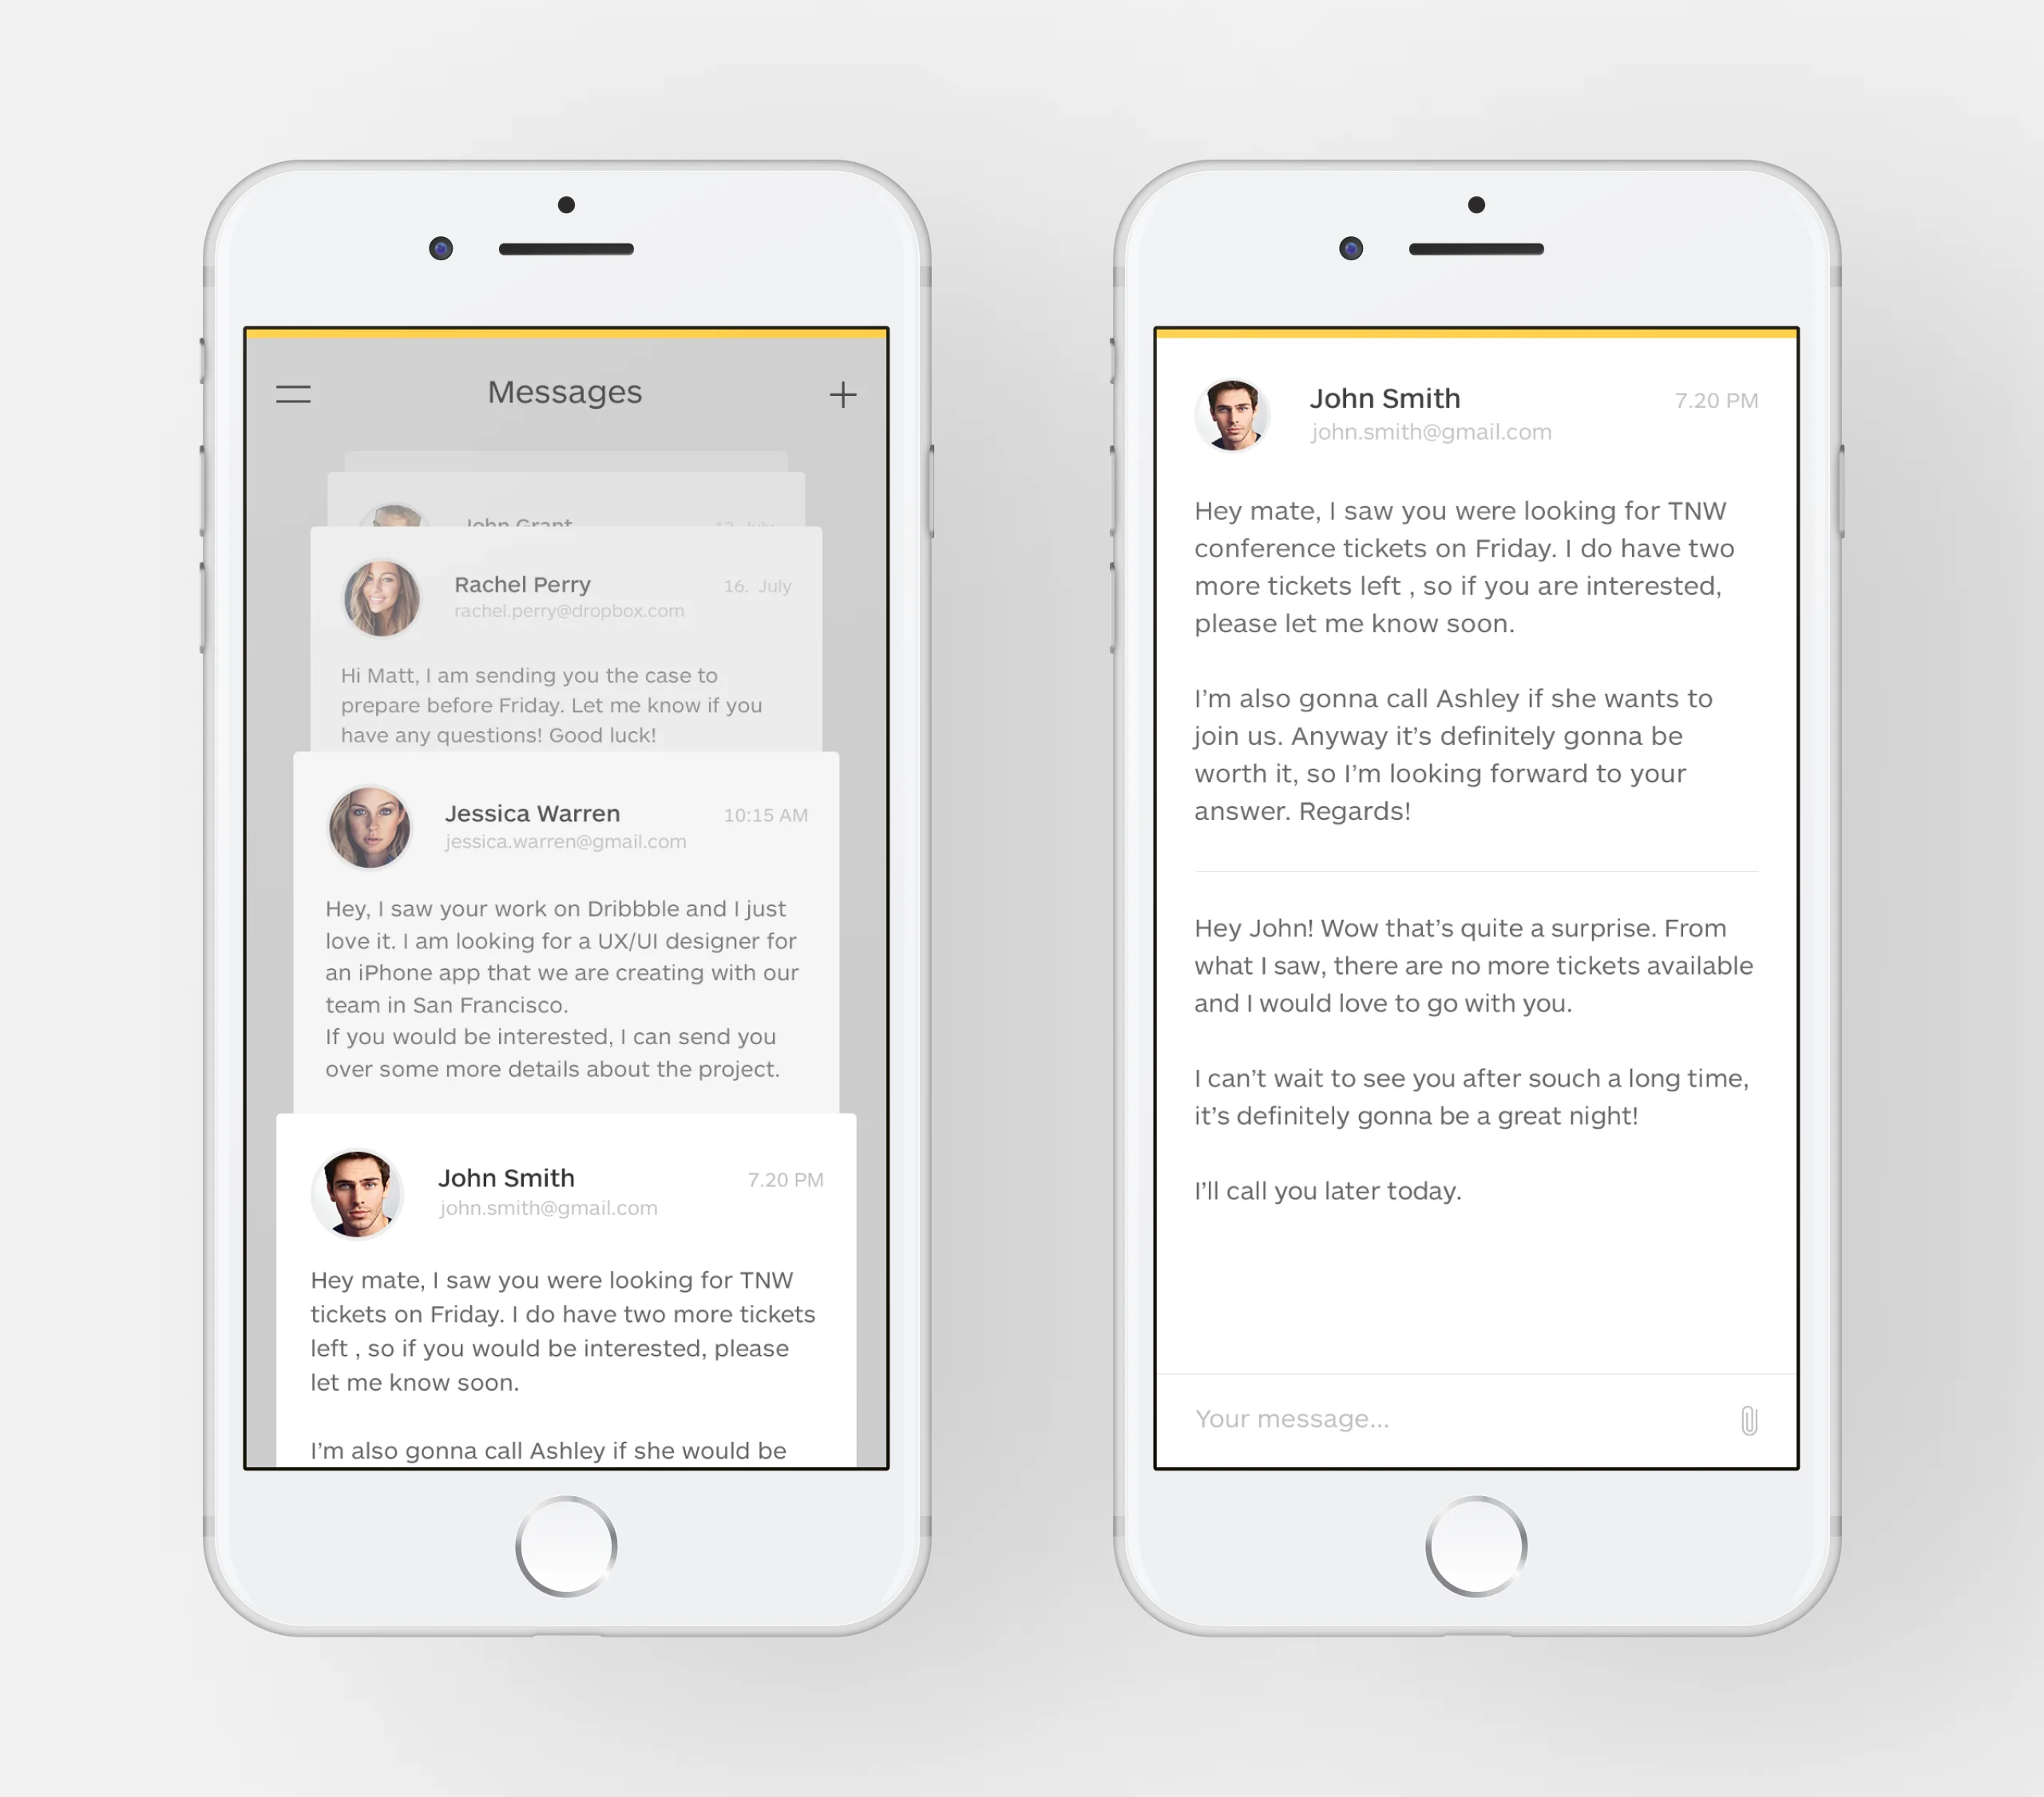 Messages
John Grant
12. July
Rachel Perry
16. July
rachel.perry@dropbox.com
Hi Matt, I am sending you the case to
prepare before Friday. Let me know if you
have any questions! Good luck!
Jessica Warren
10:15 AM
jessica.warren@gmail.com
Hey, I saw your work on Dribbble and I just
love it. I am looking for a UX/UI designer for
an iPhone app that we are creating with our
team in San Francisco.
If you would be interested, I can send you
over some more details about the project.
John Smith
7.20 PM
john.smith@gmail.com
Hey mate, I saw you were looking for TNW
tickets on Friday. I do have two more tickets
left , so if you would be interested, please
let me know soon.
I'm also gonna call Ashley if she would be
John Smith
7.20 PM
john.smith@gmail.com
Hey mate, I saw you were looking for TNW
conference tickets on Friday. I do have two
more tickets left , so if you are interested,
please let me know soon.
I'm also gonna call Ashley if she wants to
join us. Anyway it's definitely gonna be
worth it, so I'm looking forward to your
answer. Regards!
Hey John! Wow that's quite a surprise. From
what I saw, there are no more tickets available
and I would love to go with you.
I can't wait to see you after souch a long time,
it's definitely gonna be a great night!
I'll call you later today.
Your message...